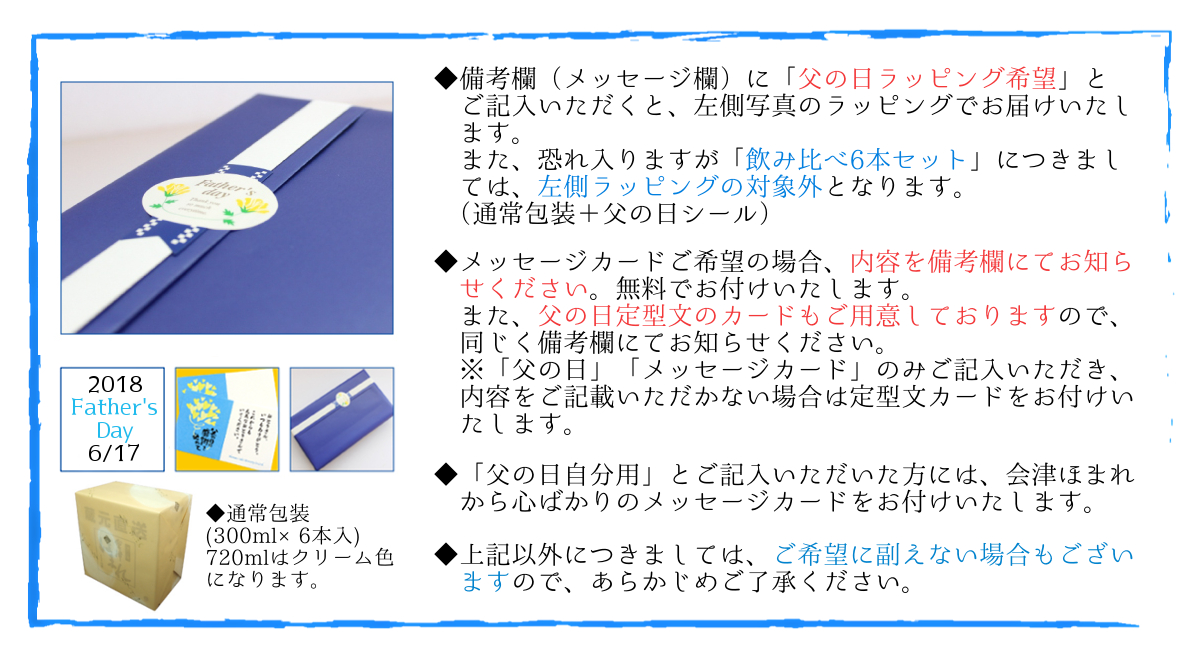 ◆備考欄（メッセージ欄）に「父の日ラッピング希望」と
ご記入いただくと、左側写真のラッピングでお届けいたし
ます。
また、恐れ入りますが「飲み比べ6本セット」につきまし
ては、左側ラッピングの対象外となります。
（通常包装＋父の日シール）
◆メッセージカードご希望の場合、内容を備考欄にてお知ら
せください。無料でお付けいたします。
また、父の日定型文のカードもご用意しておりますので、
同じく備考欄にてお知らせください。
※「父の日」「メッセージカード」のみご記入いただき、
内容をご記載いただかない場合は定型文カードをお付けい
たします。
◆「父の日自分用」とご記入いただいた方には、会津ほまれ
から心ばかりのメッセージカードをお付けいたします。
◆上記以外につきましては、ご希望に副えない場合もござい
ますので、あらかじめご了承ください。
Father's
day
Thank you
2018
Father's
Day
6/17
◆通常包装
(300ml× 6本入)
720mlはクリーム色
になります。